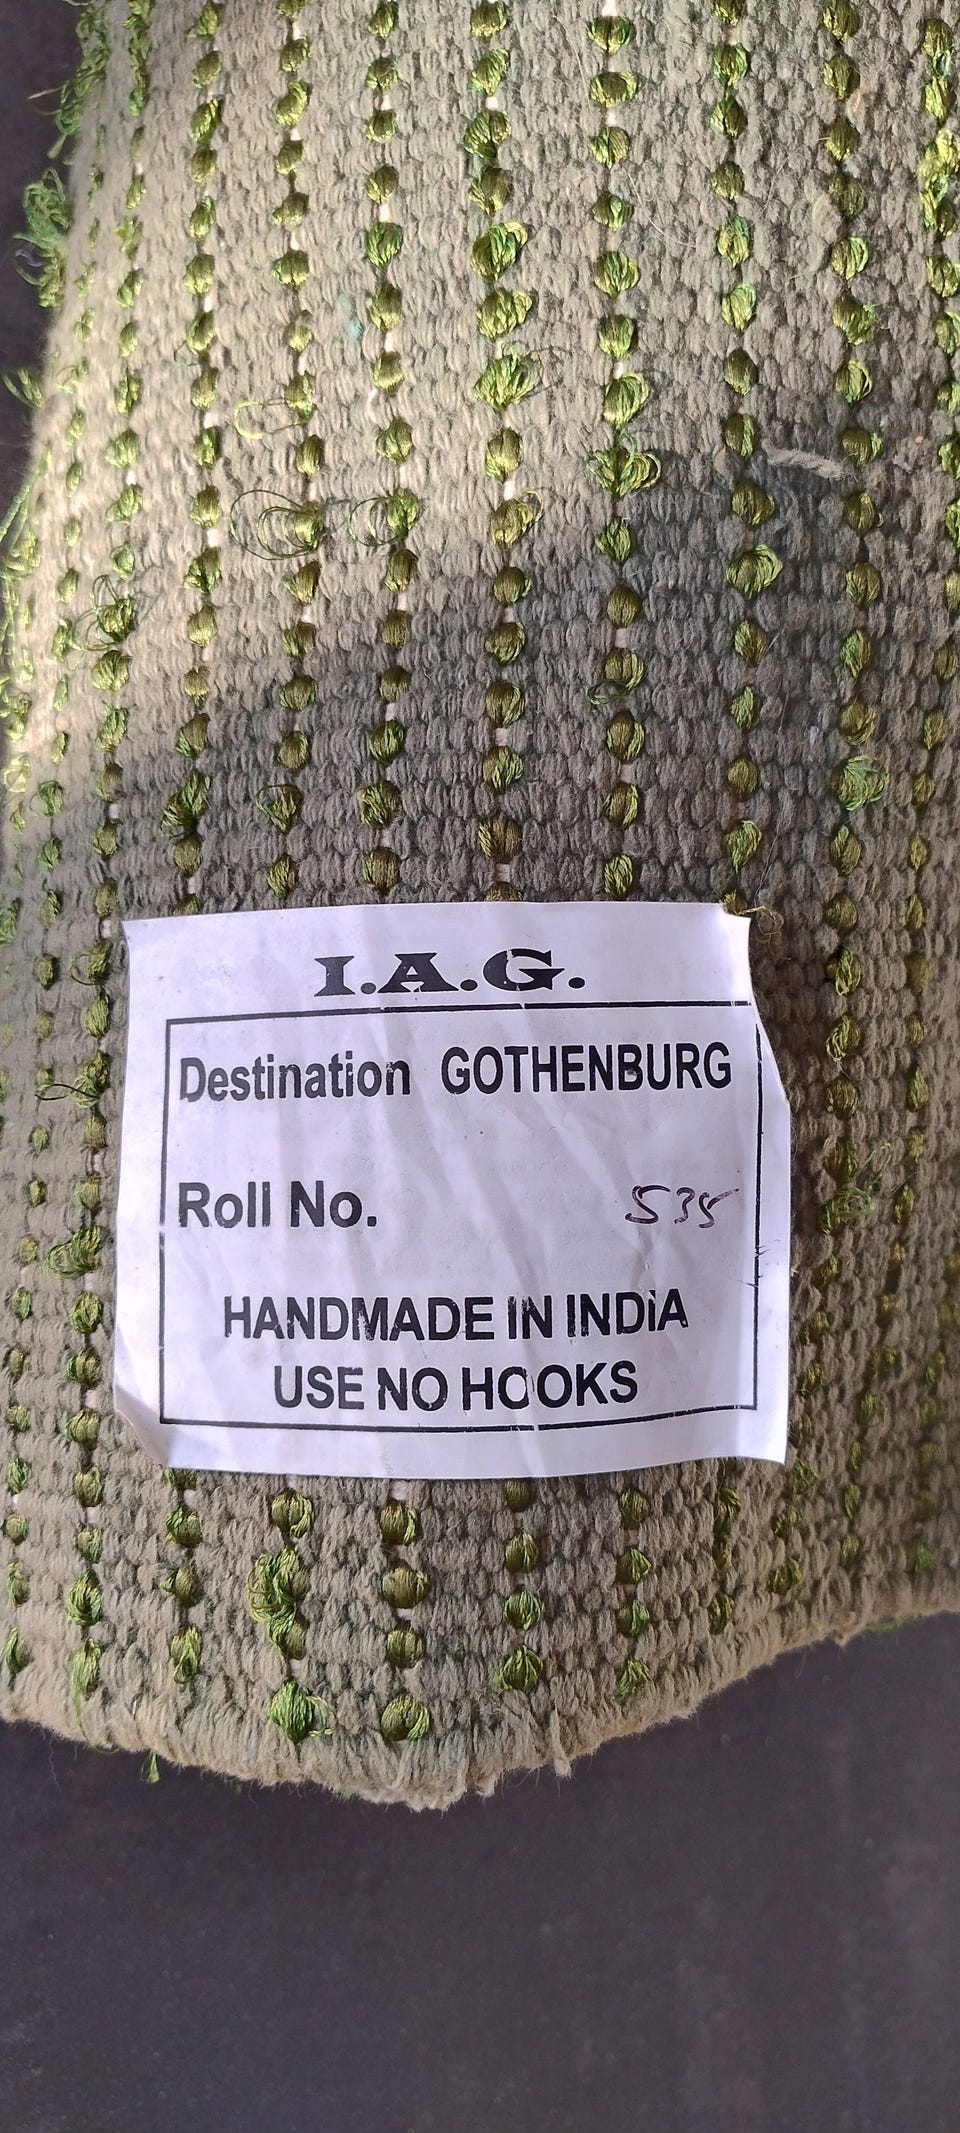 I.A.G.
Destination GOTHENBURG
Roll No. 535
HANDMADE IN INDIA
USE NO HOOKS